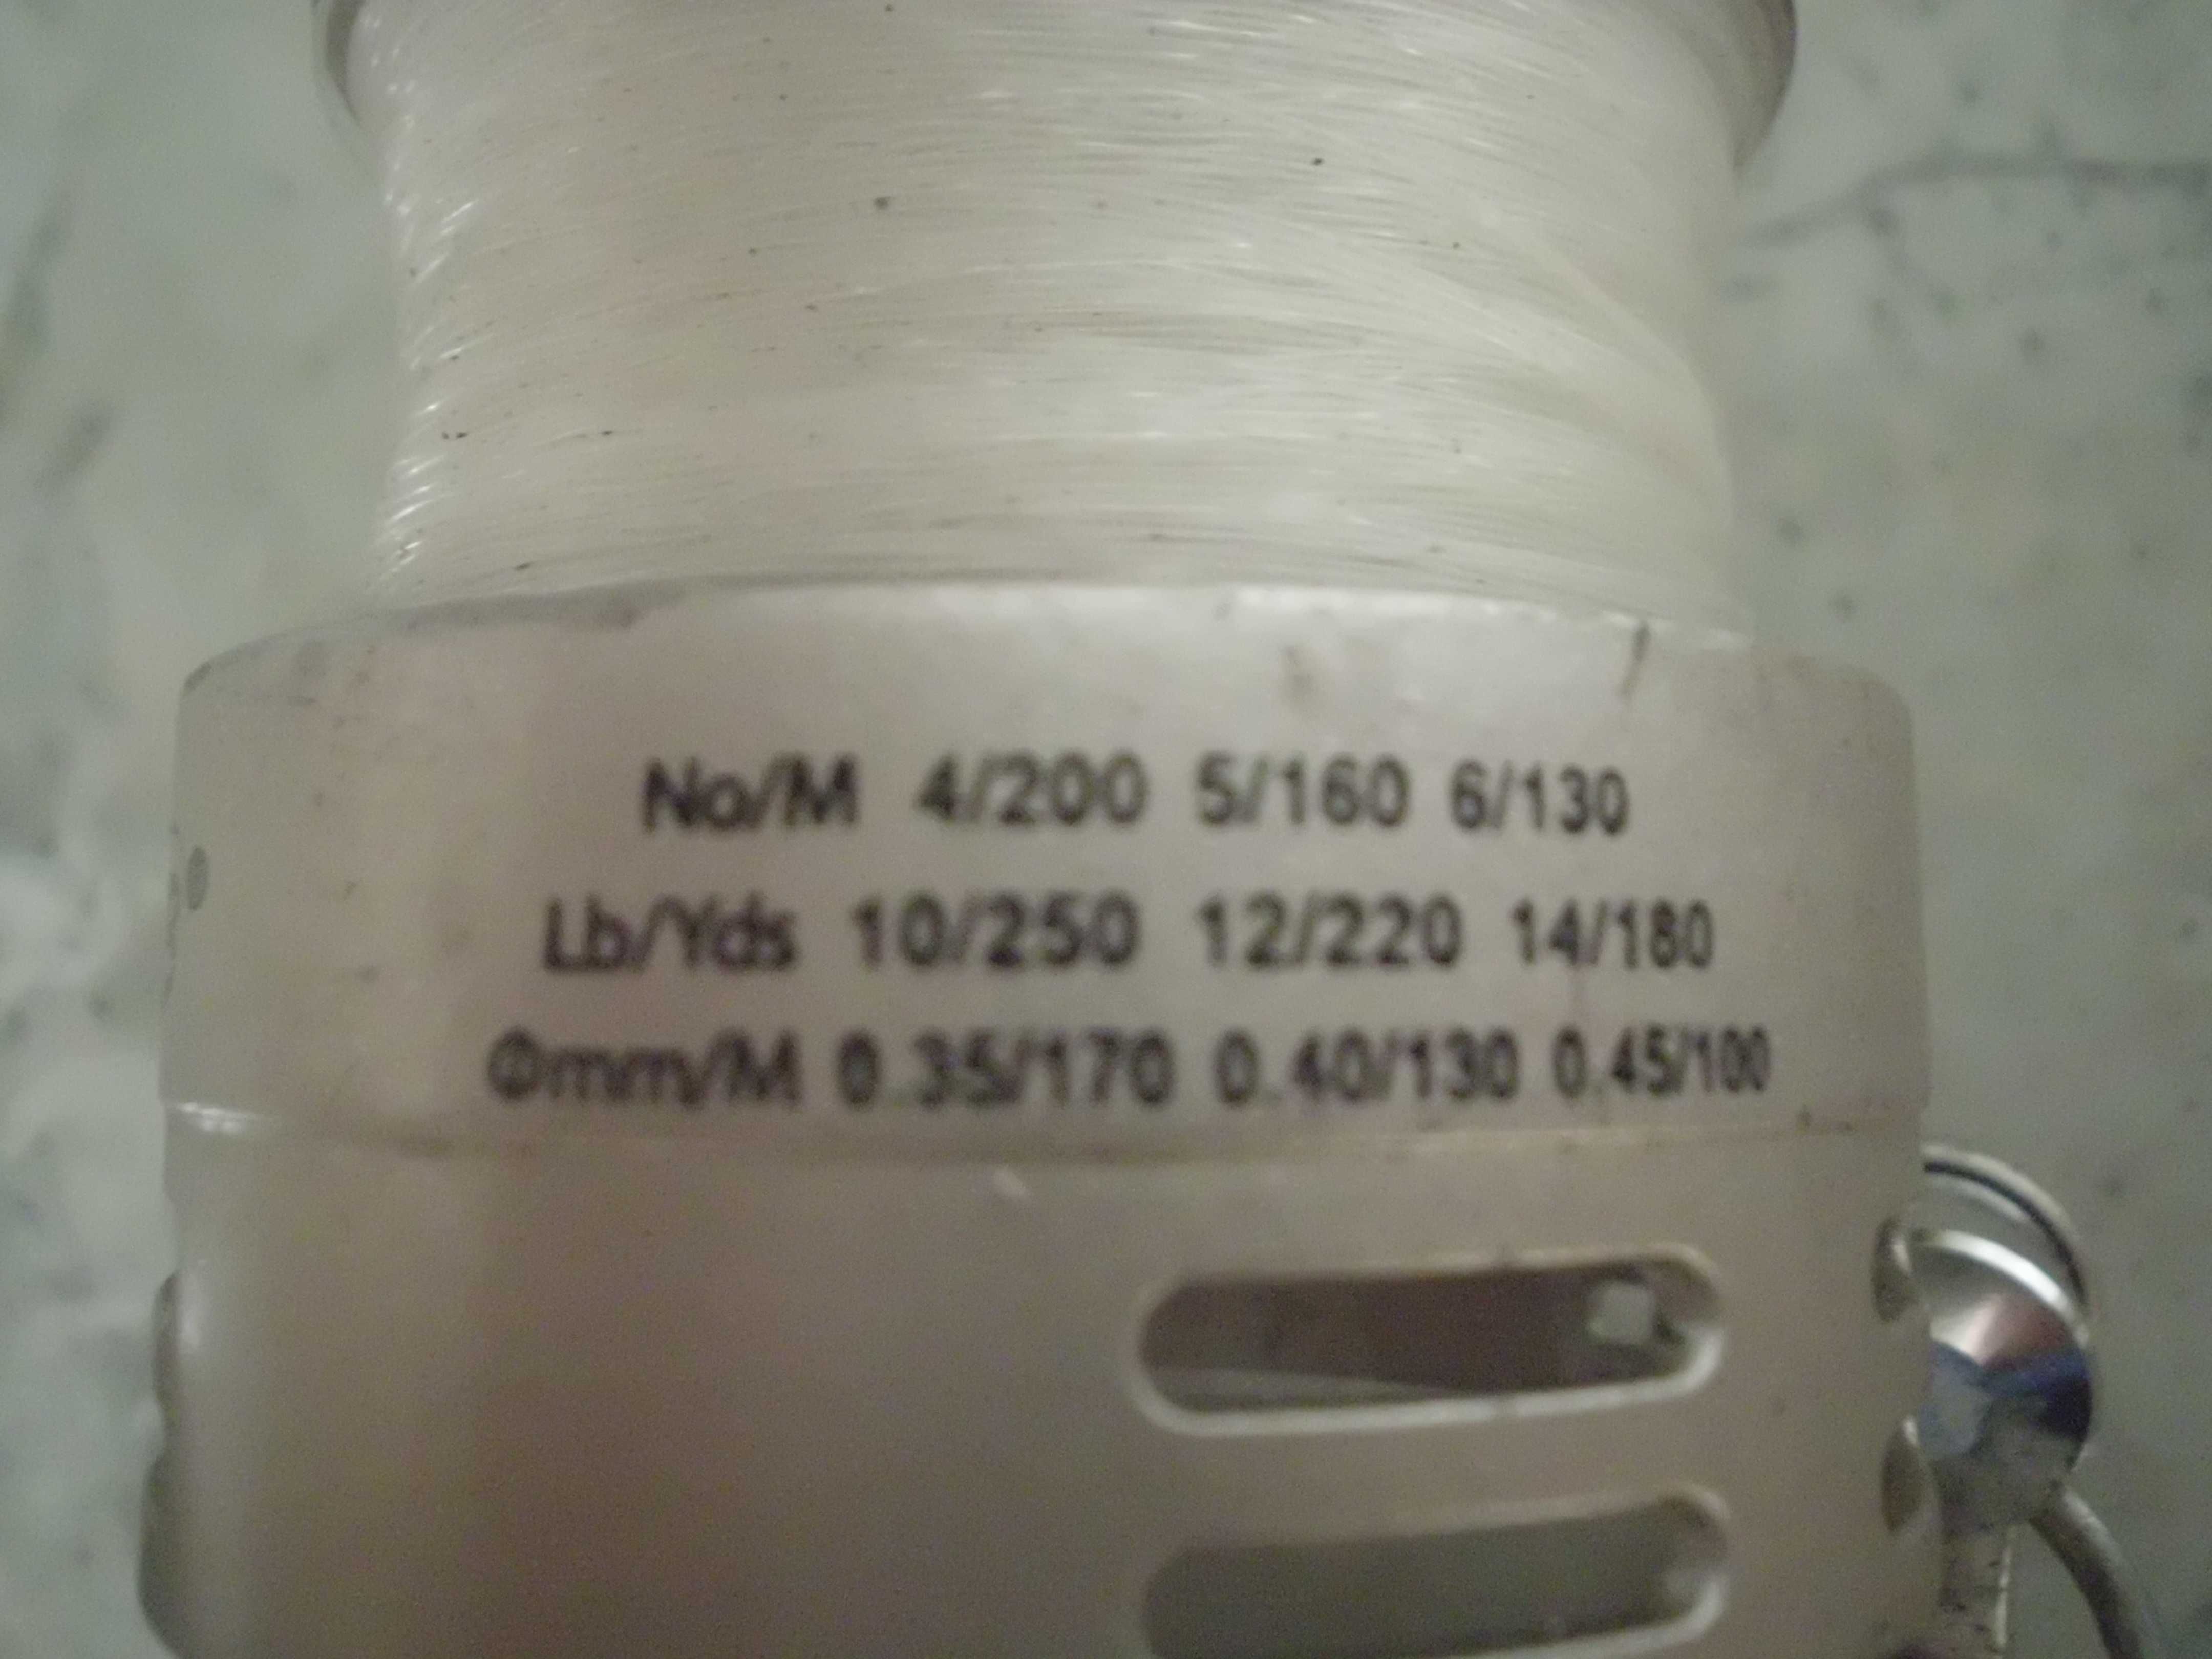 No/M 4/200 5/160 6/130
Lb/Yds 10/250 12/220 14/180
Φmm/M 0.35/170 0.40/130 0.45/100